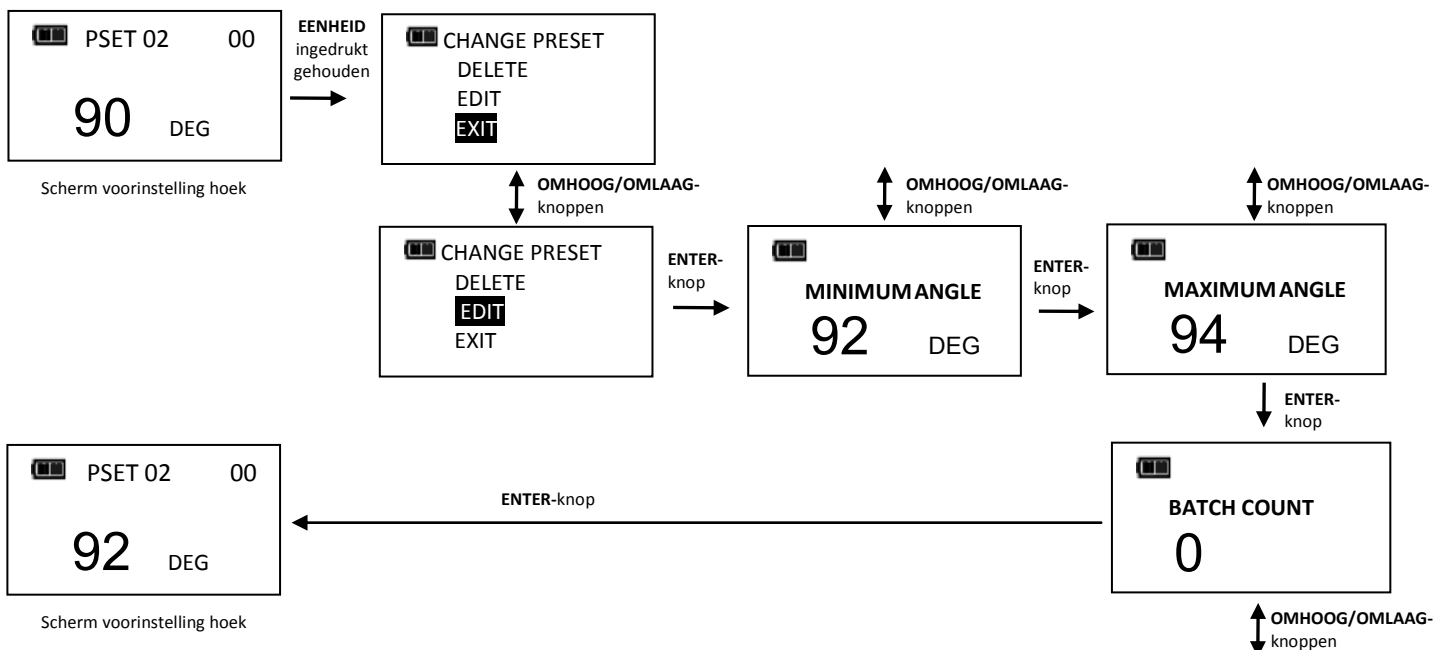 PSET 02 00
90 DEG
Scherm voorinstelling hoek
EENHEID
ingedrukt
gehouden
CHANGE PRESET
DELETE
EDIT
EXIT
OMHOOG/OMLAAG-
knoppen
CHANGE PRESET
DELETE
EDIT
EXIT
ENTER-
knop
OMHOOG/OMLAAG-
knoppen
MINIMUM ANGLE
92 DEG
ENTER-
knop
OMHOOG/OMLAAG-
knoppen
MAXIMUM ANGLE
94 DEG
ENTER-
knop
BATCH COUNT
0
OMHOOG/OMLAAG-
knoppen
ENTER-knop
PSET 02 00
92 DEG
Scherm voorinstelling hoek